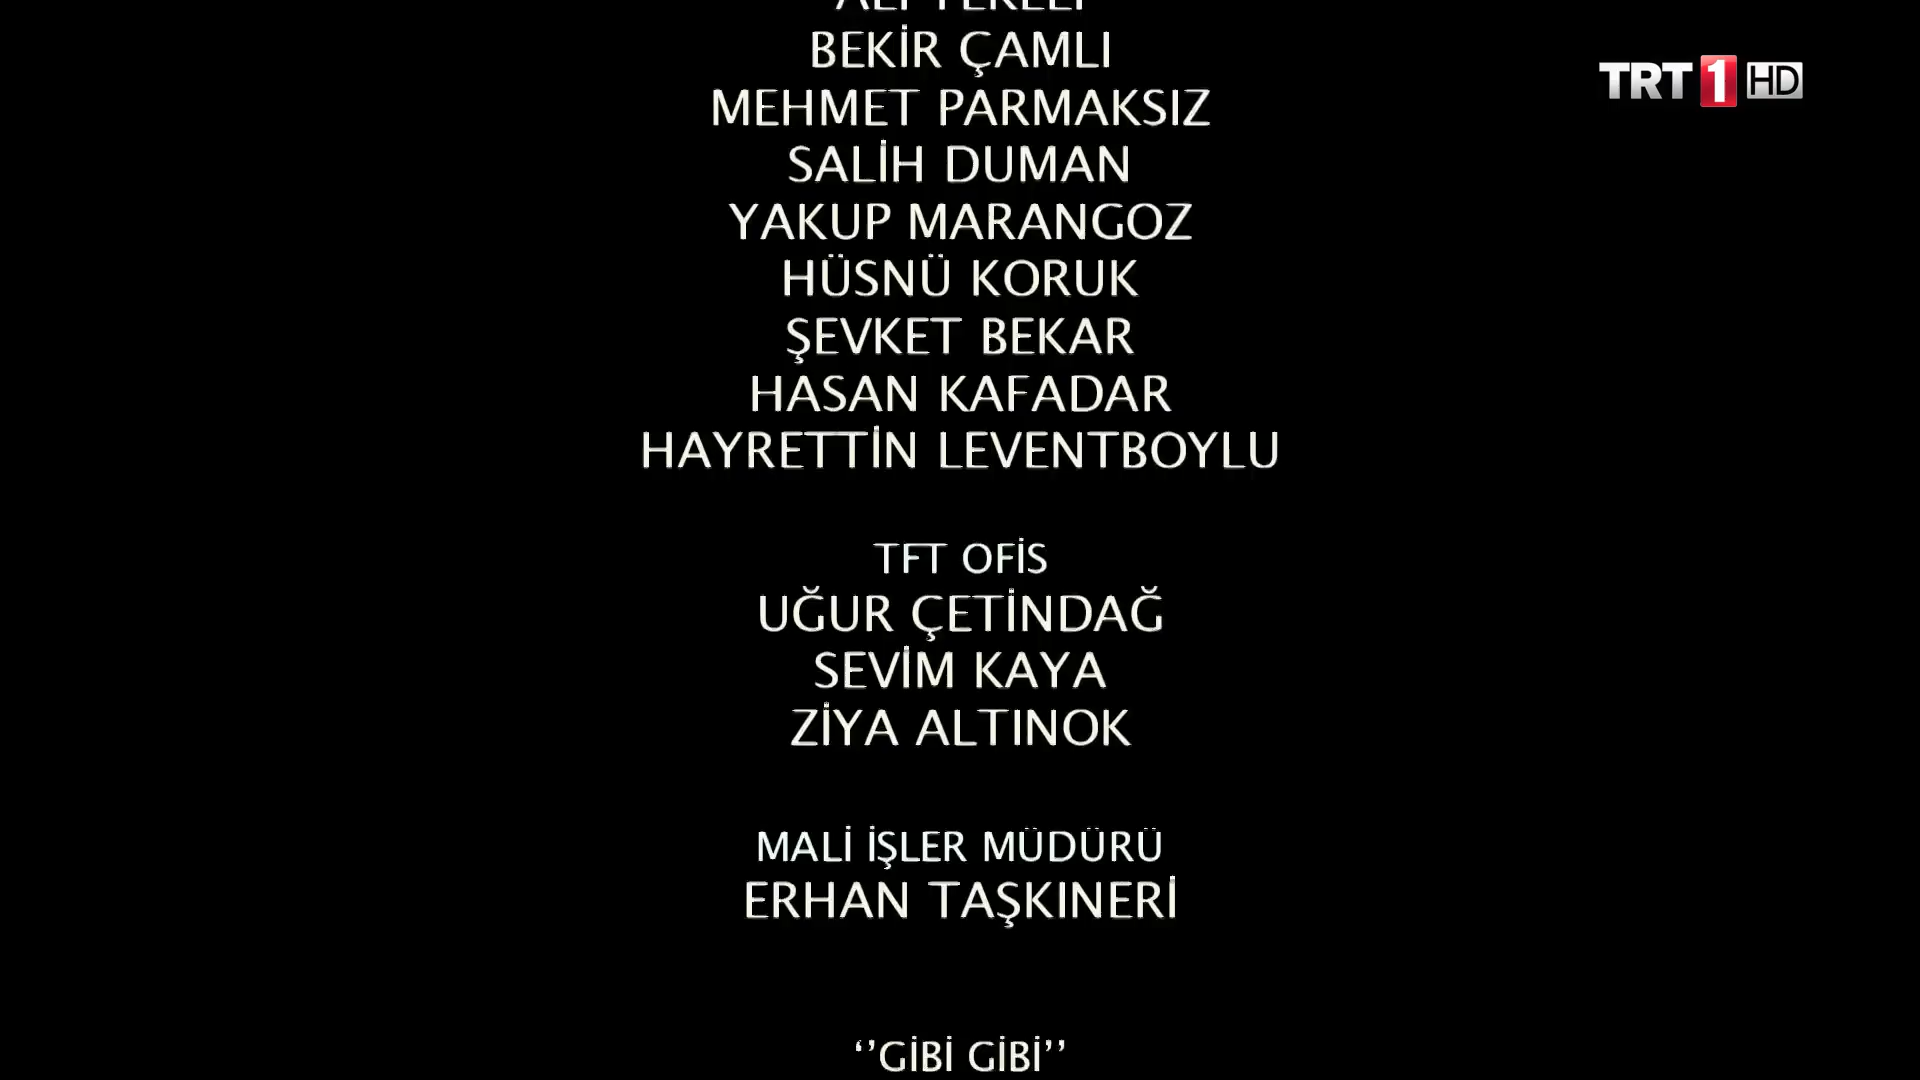 BEKİR ÇAMLI
TRT 1 HD
MEHMET PARMAKSIZ
SALİH DUMAN
YAKUP MARANGOZ
HÜSNÜ KORUK
ŞEVKET BEKAR
HASAN KAFADAR
HAYRETTİN LEVENTBOYLU
TFT OFİS
UĞUR ÇETİNDAĞ
SEVİM KAYA
ZİYA ALTINOK
MALİ İŞLER MÜDÜRÜ
ERHAN TAŞKINERİ
‘’GİBİ GİBİ’’